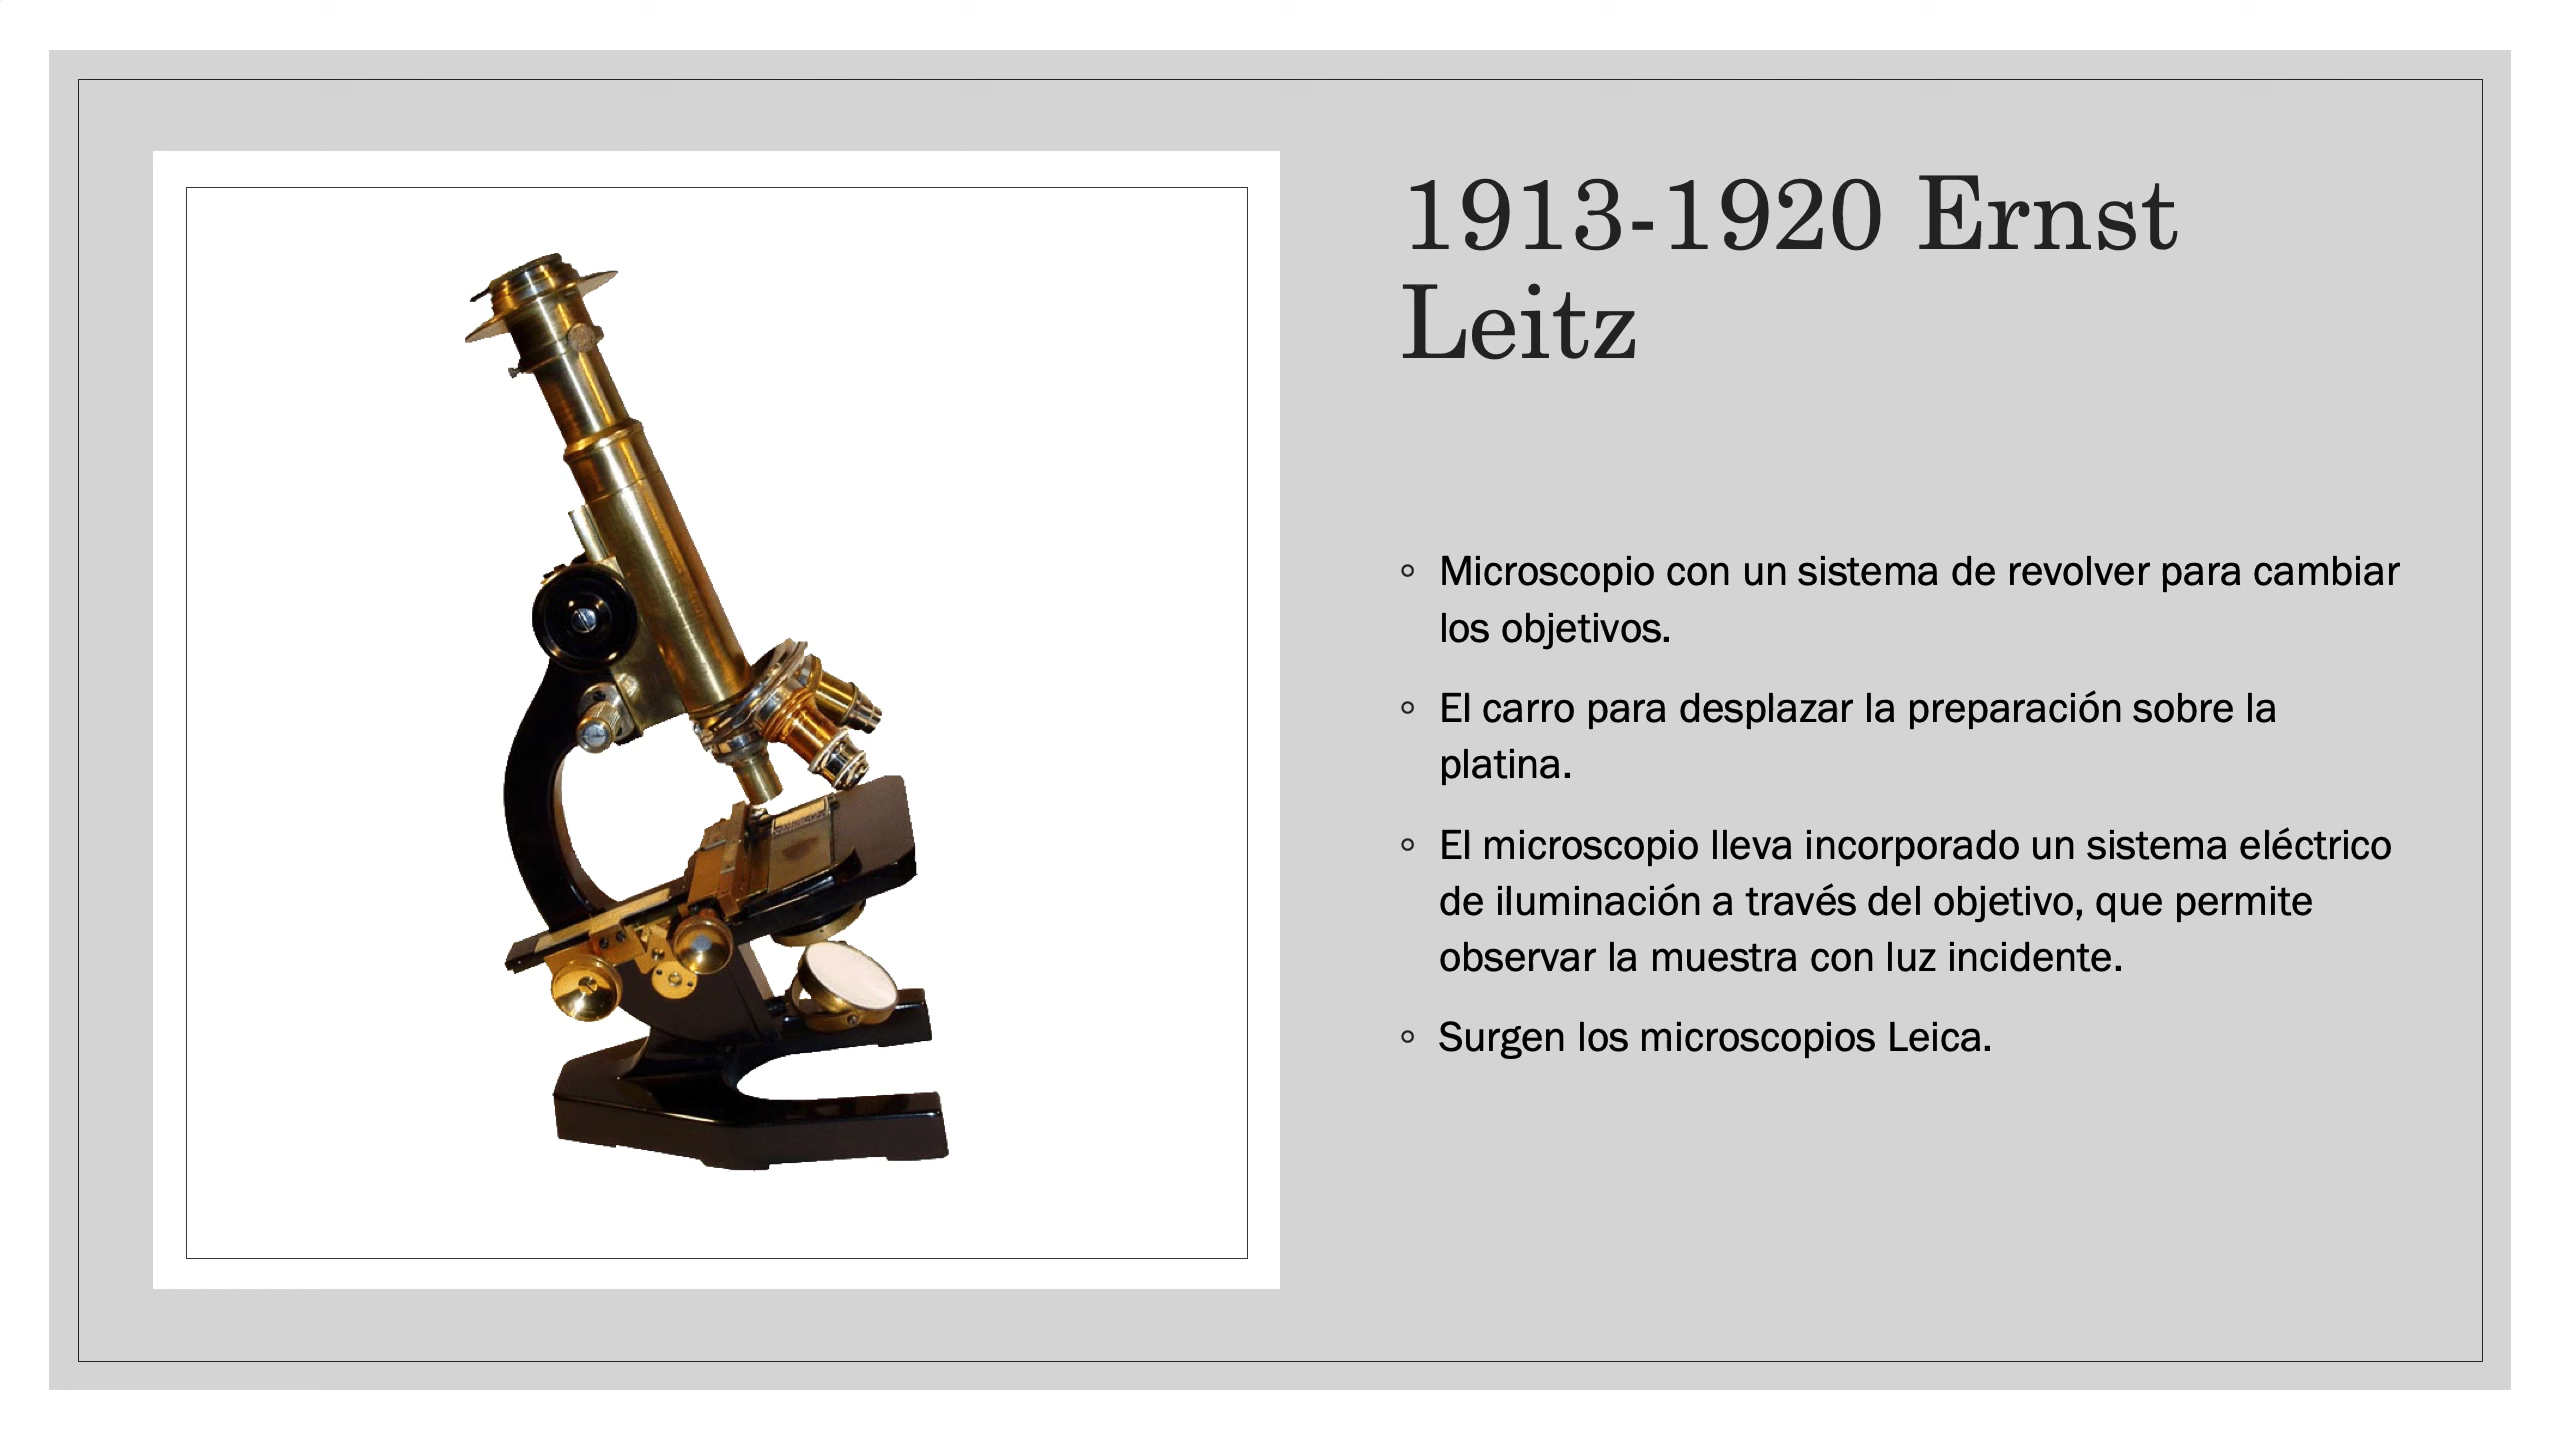 1913-1920 Ernst
Leitz
◦ Microscopio con un sistema de revolver para cambiar
los objetivos.
◦ El carro para desplazar la preparación sobre la
platina.
◦ El microscopio lleva incorporado un sistema eléctrico
de iluminación a través del objetivo, que permite
observar la muestra con luz incidente.
◦ Surgen los microscopios Leica.